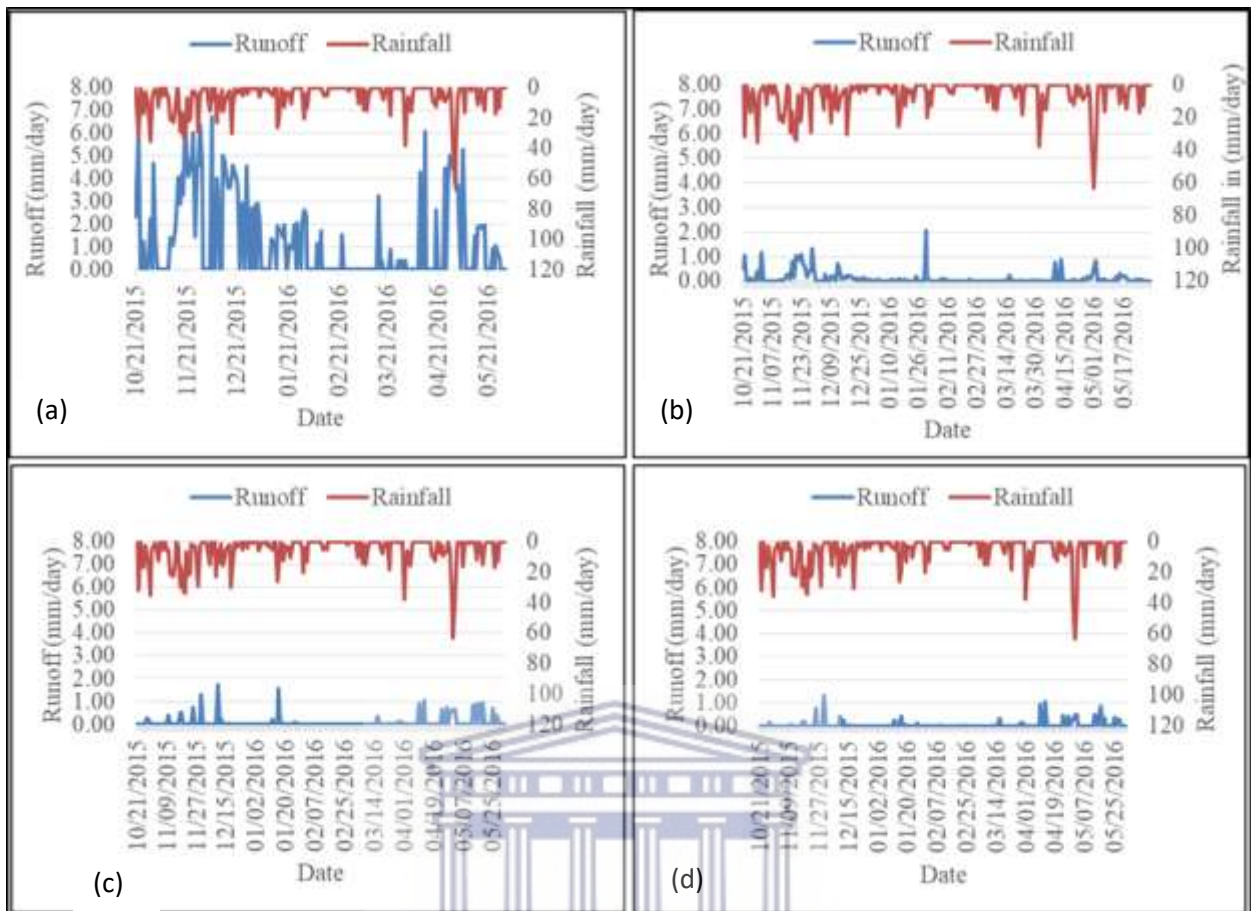 Runoff Rainfall
8.00 7.00 6.00 5.00 4.00 3.00 2.00 1.00 0.00
Runoff (mm/day)
0 20 40 60 80 100 120
Rainfall (mm/day)
10/21/2015 11/21/2015 12/21/2015 01/21/2016 02/21/2016 03/21/2016 04/21/2016 05/21/2016
Date
(a)
Runoff Rainfall
8.00 7.00 6.00 5.00 4.00 3.00 2.00 1.00 0.00
Runoff (mm/day)
0 20 40 60 80 100 120
Rainfall in (mm/day)
10/21/2015 11/07/2015 11/23/2015 12/09/2015 12/25/2015 01/10/2016 01/26/2016 02/11/2016 02/27/2016 03/14/2016 03/30/2016 04/15/2016 05/01/2016 05/17/2016
Date
(b)
Runoff Rainfall
8.00 7.00 6.00 5.00 4.00 3.00 2.00 1.00 0.00
Runoff (mm/day)
0 20 40 60 80 100 120
Rainfall (mm/day)
10/21/2015 11/09/2015 11/27/2015 12/15/2015 01/02/2016 01/20/2016 02/07/2016 02/25/2016 03/14/2016 04/01/2016 04/19/2016 05/07/2016 05/25/2016
Date
(c)
Runoff Rainfall
8.00 7.00 6.00 5.00 4.00 3.00 2.00 1.00 0.00
Runoff (mm/day)
0 20 40 60 80 100 120
Rainfall (mm/day)
10/21/2015 11/09/2015 11/27/2015 12/15/2015 01/02/2016 01/20/2016 02/07/2016 02/25/2016 03/14/2016 04/01/2016 04/19/2016 05/07/2016 05/25/2016
Date
(d)